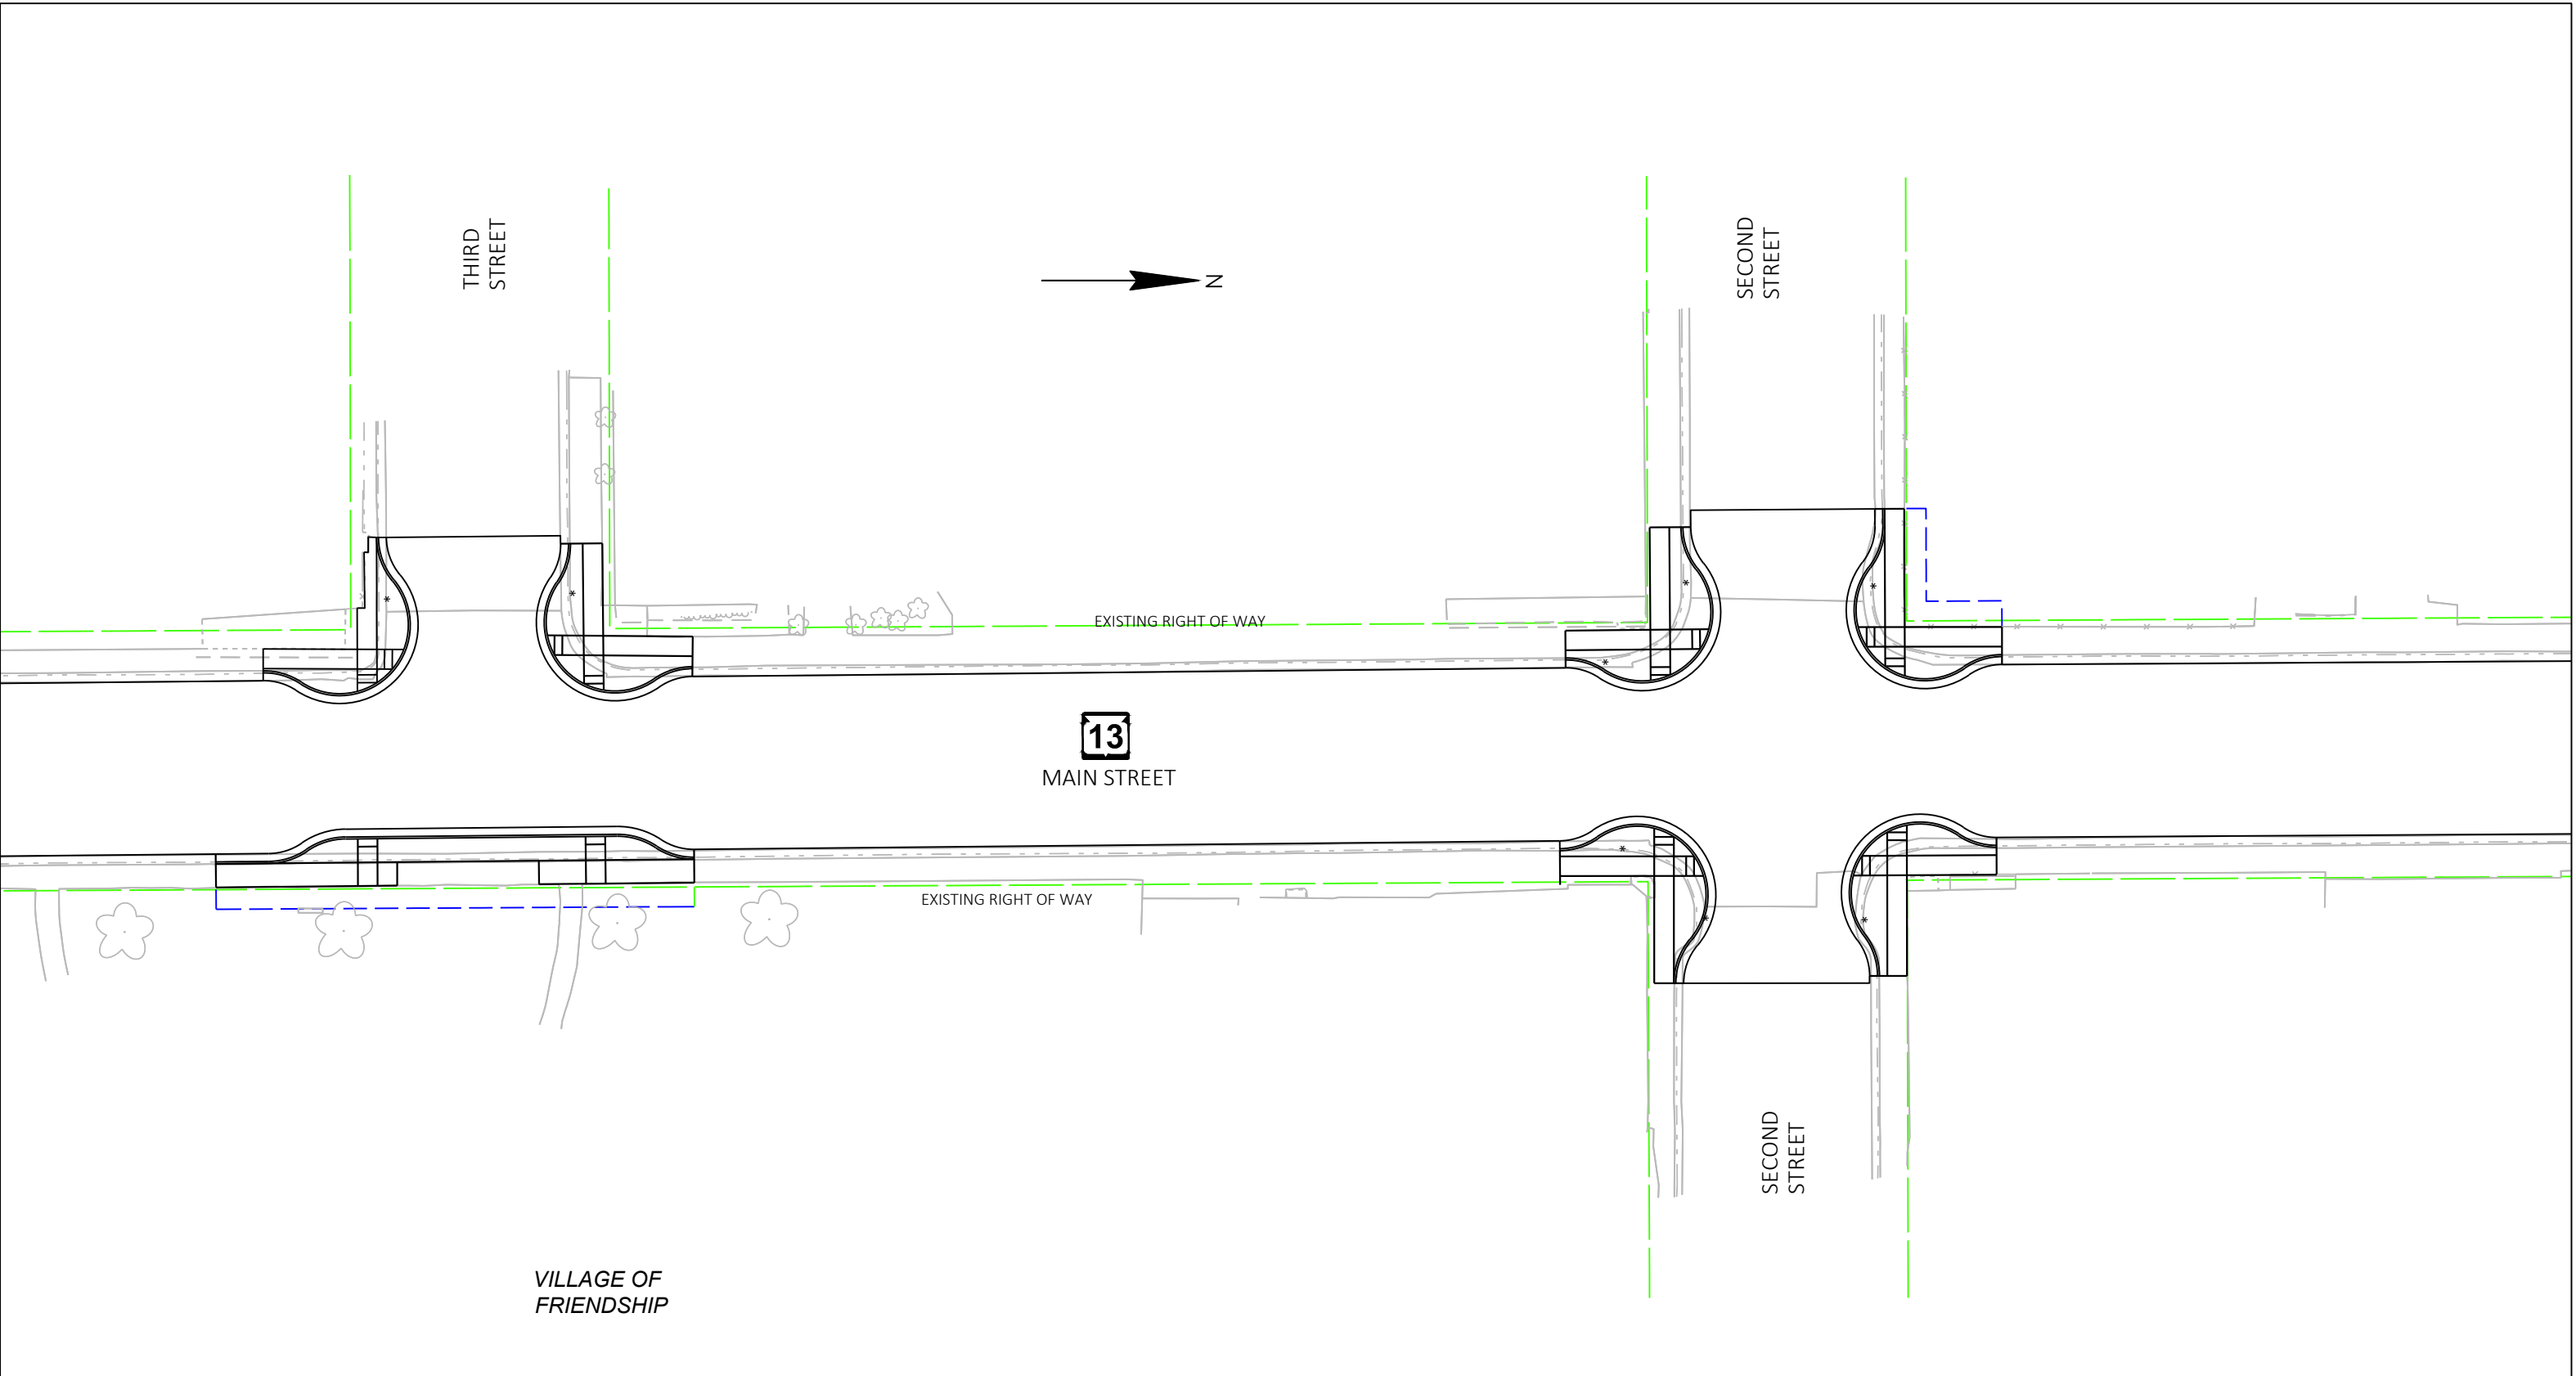 THIRD
STREET
SECOND
STREET
N
EXISTING RIGHT OF WAY
13
MAIN STREET
EXISTING RIGHT OF WAY
SECOND
STREET
VILLAGE OF
FRIENDSHIP